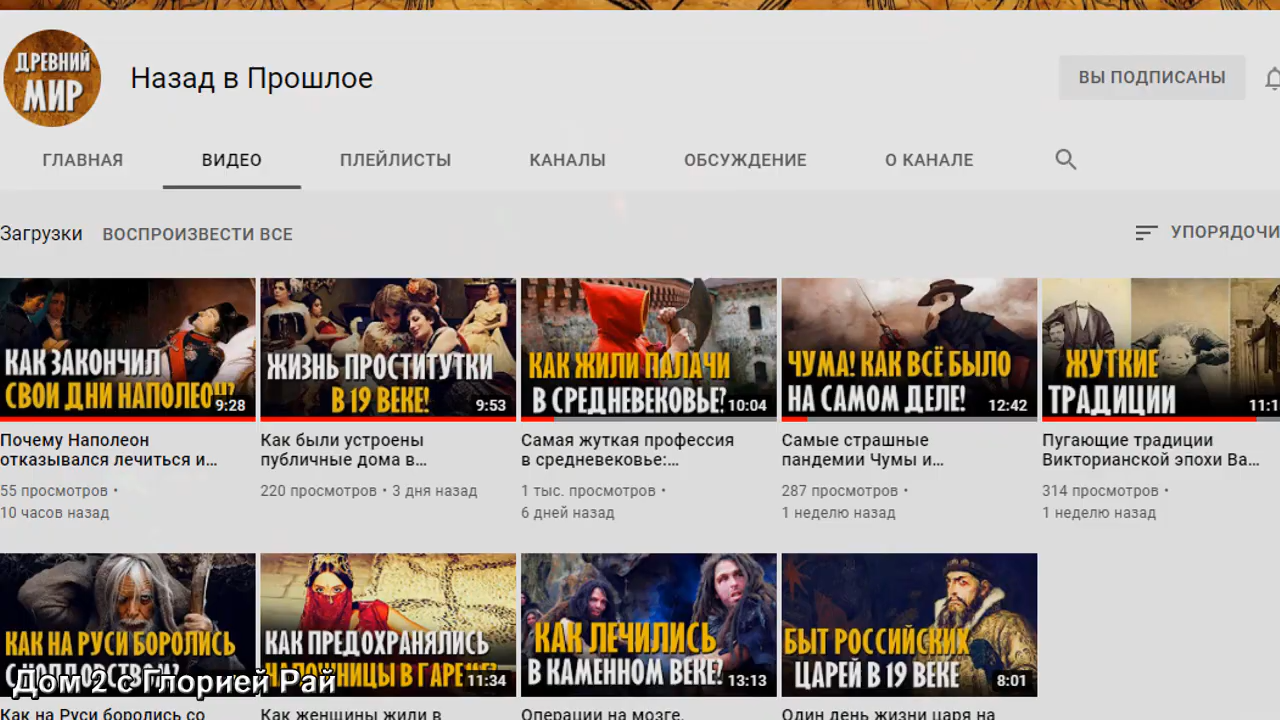 ДРЕВНИЙ
МИР
Назад в Прошлое
ВЫ ПОДПИСАНЫ
ГЛАВНАЯ
ВИДЕО
ПЛЕЙЛИСТЫ
КАНАЛЫ
ОБСУЖДЕНИЕ
О КАНАЛЕ
Загрузки
ВОСПРОИЗВЕСТИ ВСЕ
УПОРЯДОЧИ
КАК ЗАКОНЧИЛ
СВОИ ДНИ НАПОЛЕОН?
9:28
Почему Наполеон
отказывался лечиться и...
55 просмотров •
10 часов назад
ЖИЗНЬ ПРОСТИТУТКИ
В 19 ВЕКЕ!
9:53
Как были устроены
публичные дома в...
220 просмотров • 3 дня назад
КАК ЖИЛИ ПАЛАЧИ
В СРЕДНЕВЕКОВЬЕ?
10:04
Самая жуткая профессия
в средневековье:...
1 тыс. просмотров •
6 дней назад
ЧУМА! КАК ВСЁ БЫЛО
НА САМОМ ДЕЛЕ!
12:42
Самые страшные
пандемии Чумы и...
287 просмотров •
1 неделю назад
ЖУТКИЕ
ТРАДИЦИИ
11:1
Пугающие традиции
Викторианской эпохи Ва...
314 просмотров •
1 неделю назад
КАК НА РУСИ БОРОЛИСЬ
Дом 2 с Глорией Рай
Как на Руси боролись со
КАК ПРЕДОХРАНЯЛИСЬ
НАЛОЖНИЦЫ В ГАРЕМЕ?
11:34
Как женщины жили в
КАК ЛЕЧИЛИСЬ
В КАМЕННОМ ВЕКЕ?
13:13
Операции на мозге,
БЫТ РОССИЙСКИХ
ЦАРЕЙ В 19 ВЕКЕ
8:01
Один день жизни царя на